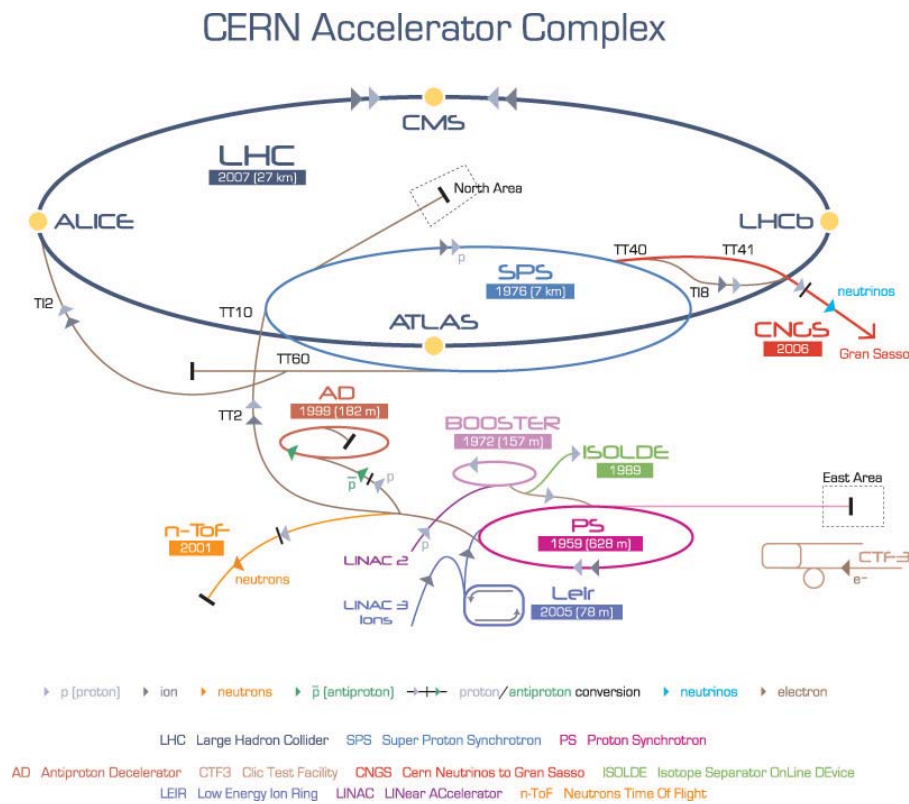 CERN Accelerator Complex
CMS
LHC
2007 (27 km)
North Area
ALICE
LHCb
TT40
TT41
SPS
1976 (7 km)
p
TI8
neutrinos
TI2
TT10
ATLAS
CNGS
2006
Gran Sasso
TT60
AD
1999 (182 m)
TT2
BOOSTER
1972 (157 m)
ISOLDE
1989
East Area
p̅
p
n-ToF
2001
LINAC 2
p
PS
1959 (628 m)
CTF-3
e-
neutrons
LINAC 3
Ions
Leir
2005 (78 m)
p (proton) ion neutrons p̅ (antiproton) proton/antiproton conversion neutrinos electron
LHC Large Hadron Collider SPS Super Proton Synchrotron PS Proton Synchrotron
AD Antiproton Decelerator CTF3 Clic Test Facility CNGS Cern Neutrinos to Gran Sasso ISOLDE Isotope Separator OnLine DEvice
LEIR Low Energy Ion Ring LINAC LINear ACcelerator n-ToF Neutrons Time Of Flight